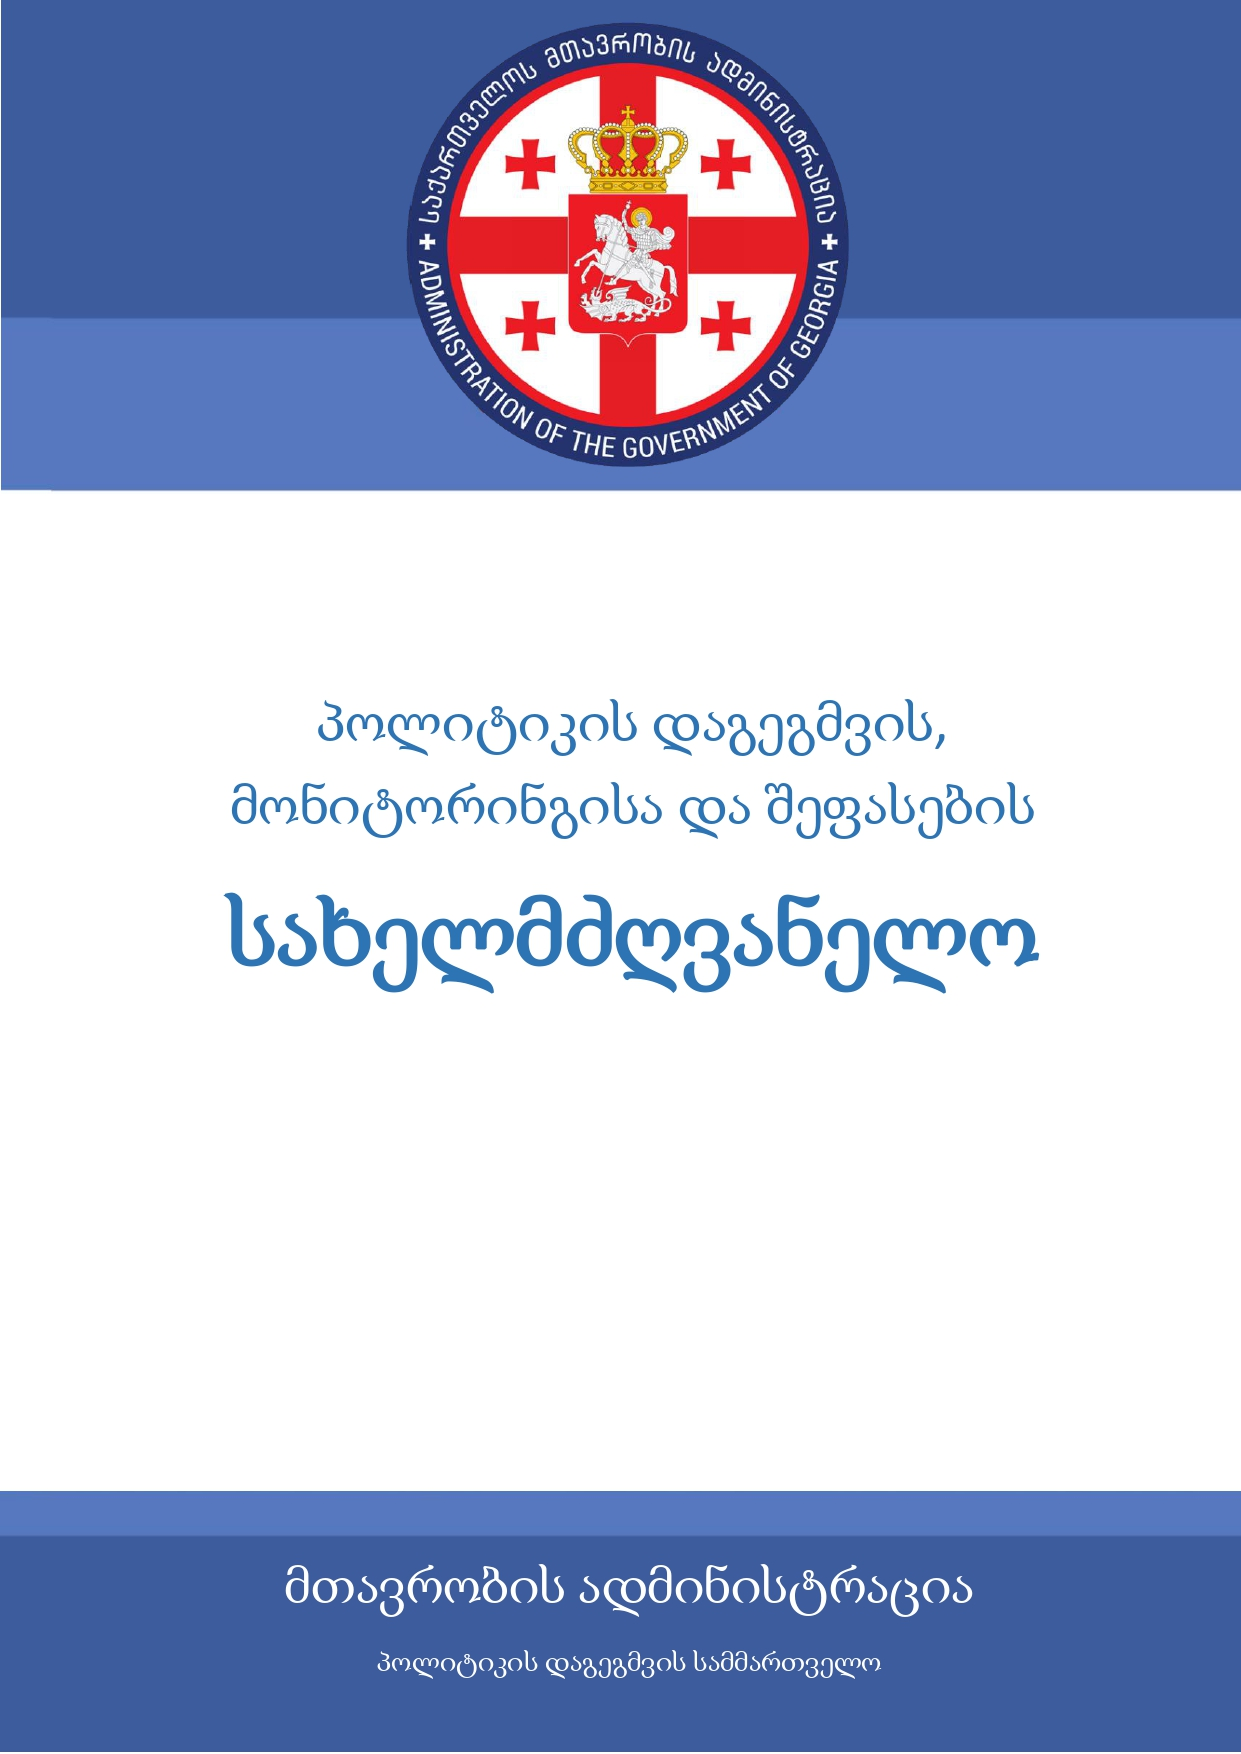 საქართველოს მთავრობის ადმინისტრაცია
ADMINISTRATION OF THE GOVERNMENT OF GEORGIA
პოლიტიკის დაგეგმვის,
მონიტორინგისა და შეფასების
სახელმძღვანელო
მთავრობის ადმინისტრაცია
პოლიტიკის დაგეგმვის სამმართველო